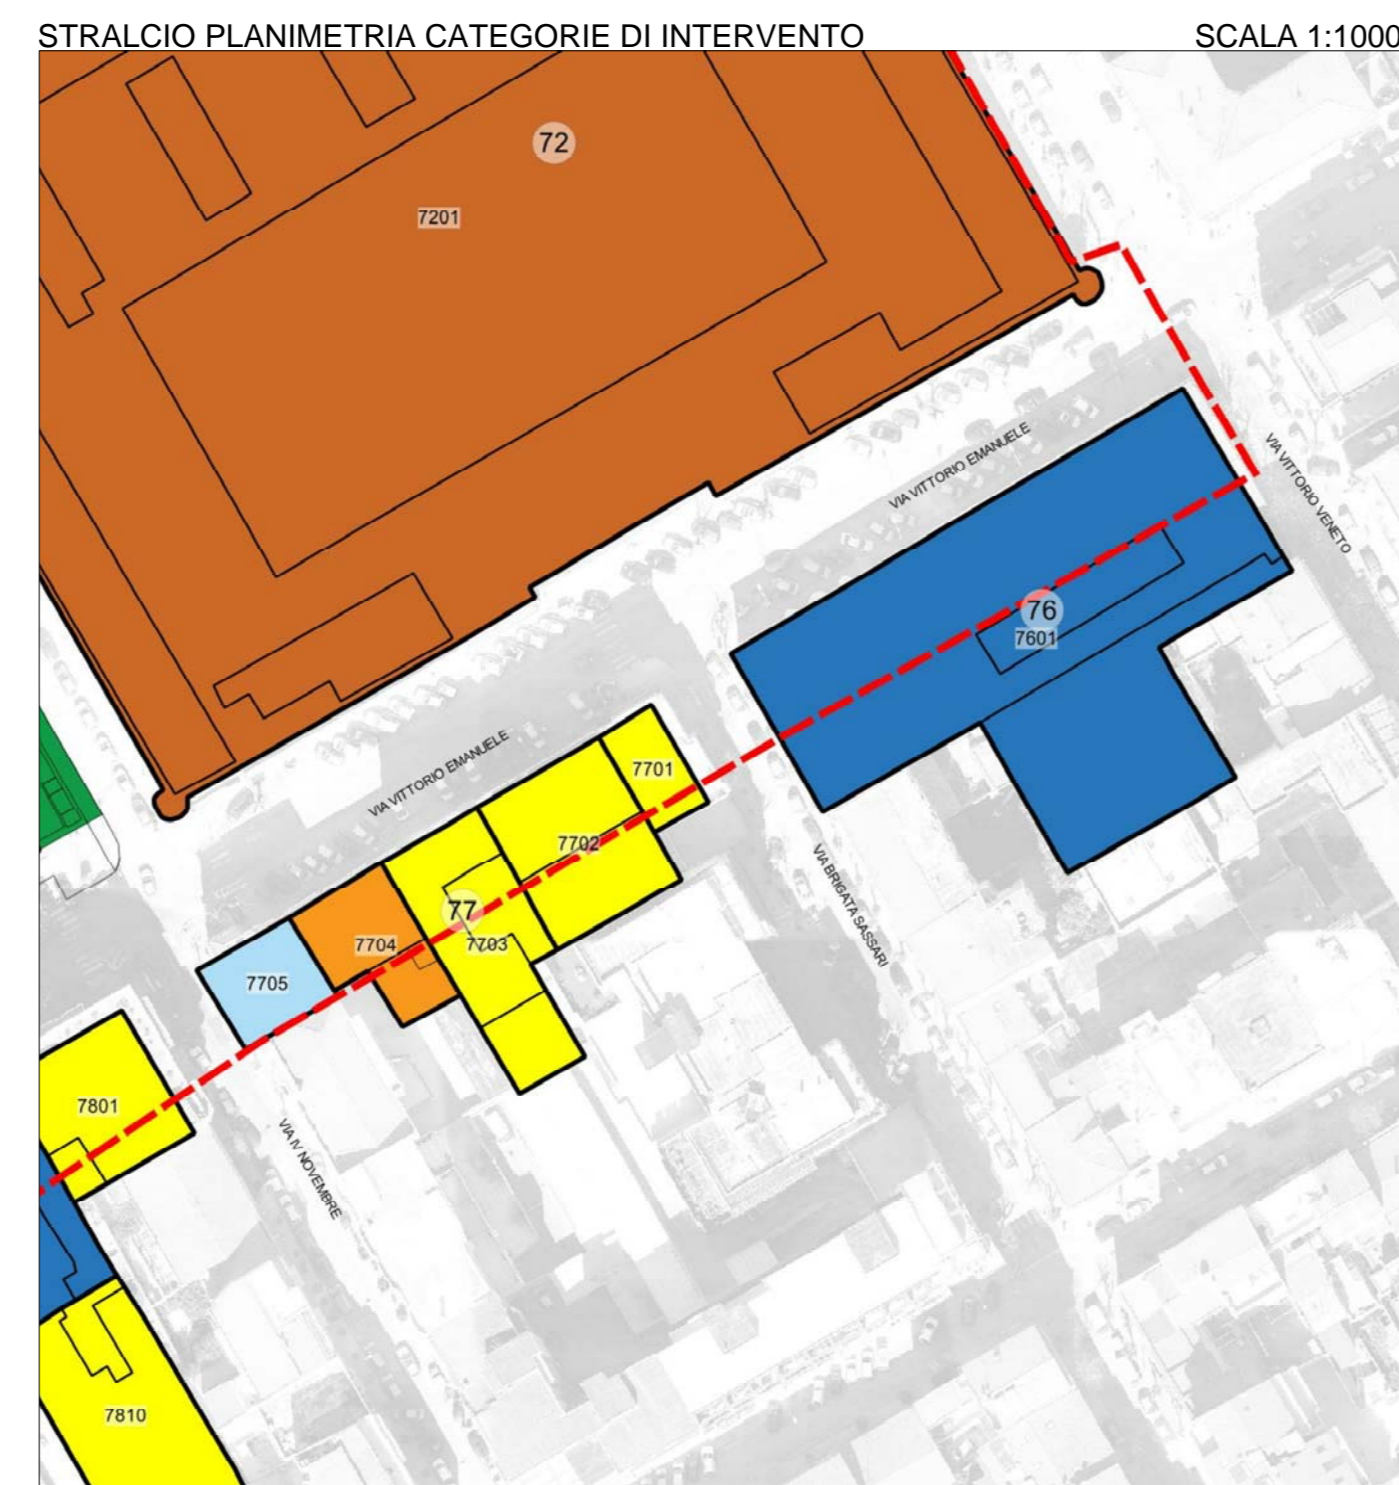 STRALCIO PLANIMETRIA CATEGORIE DI INTERVENTO
SCALA 1:1000
72
7201
VIA VITTORIO EMANUELE
VIA VITTORIO VENETO
76
7601
VIA VITTORIO EMANUELE
7701
7702
VIA BRIGATA SASSARI
77
7704
7703
7705
7801
VIA IV NOVEMBRE
7810